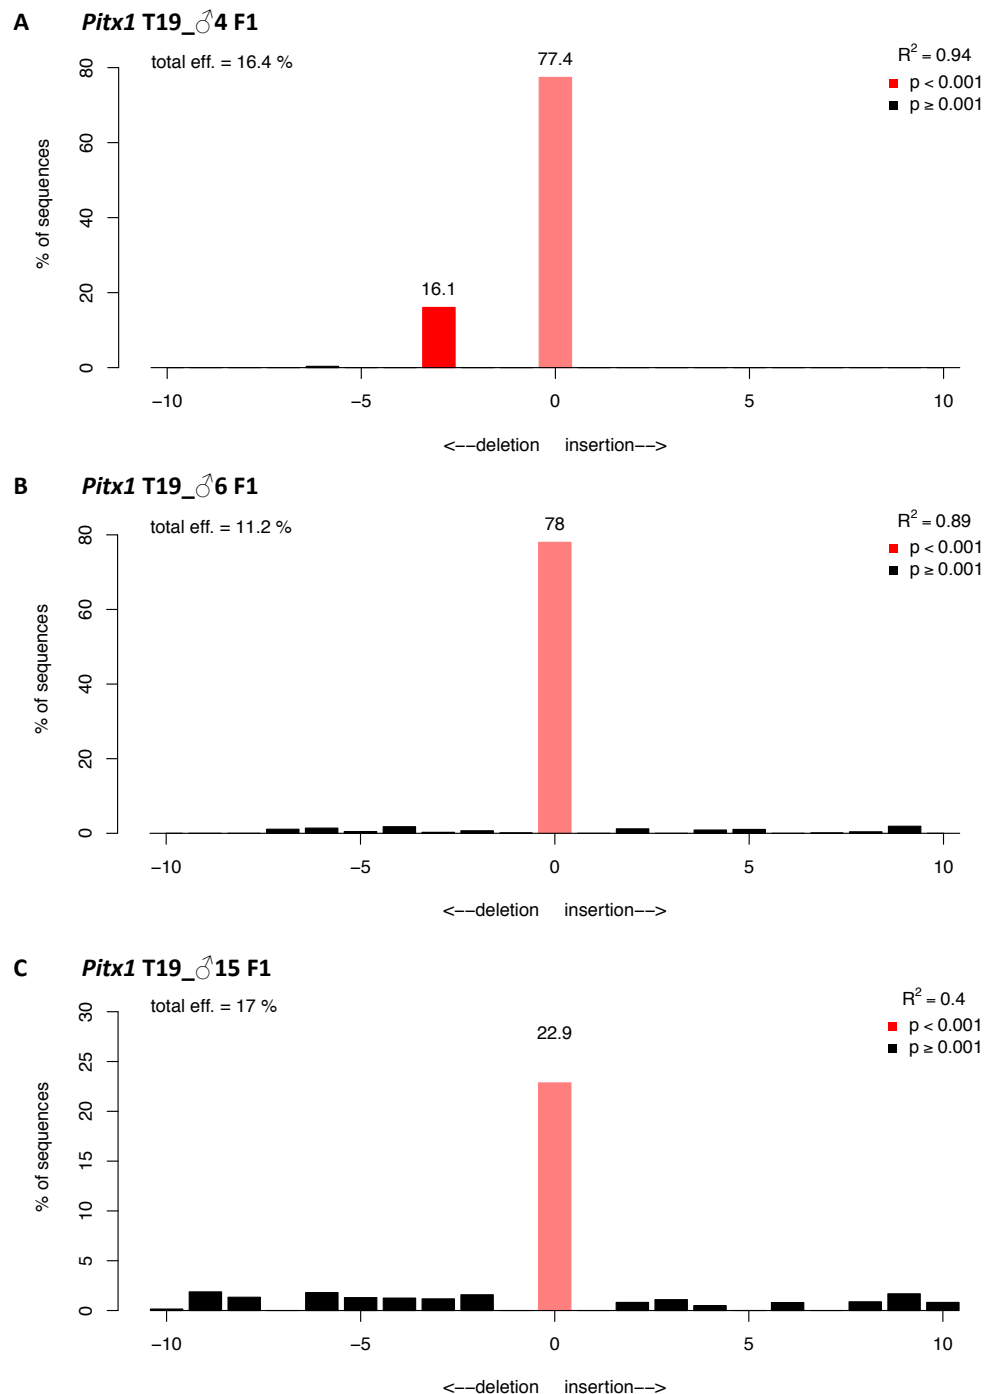 A Pitx1 T19_♂4 F1
total eff. = 16.4 %
77.4
R² = 0.94
p < 0.001
p ≥ 0.001
% of sequences
80
60
40
20
0
16.1
−10 −5 0 5 10
<−−deletion insertion−−>
B Pitx1 T19_♂6 F1
total eff. = 11.2 %
78
R² = 0.89
p < 0.001
p ≥ 0.001
% of sequences
80
60
40
20
0
−10 −5 0 5 10
<−−deletion insertion−−>
C Pitx1 T19_♂15 F1
total eff. = 17 %
22.9
R² = 0.4
p < 0.001
p ≥ 0.001
% of sequences
30
25
20
15
10
5
0
−10 −5 0 5 10
<−−deletion insertion−−>